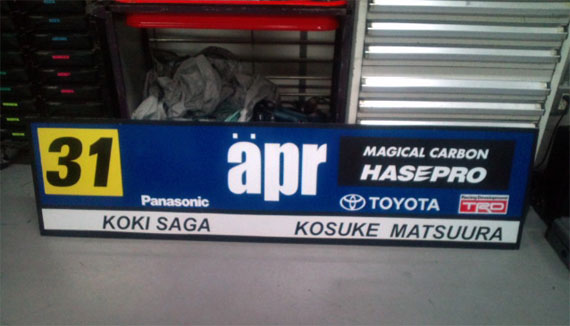 31
äpr
MAGICAL CARBON
HASEPRO
Panasonic
TOYOTA
TRD
KOKI SAGA
KOSUKE MATSUURA